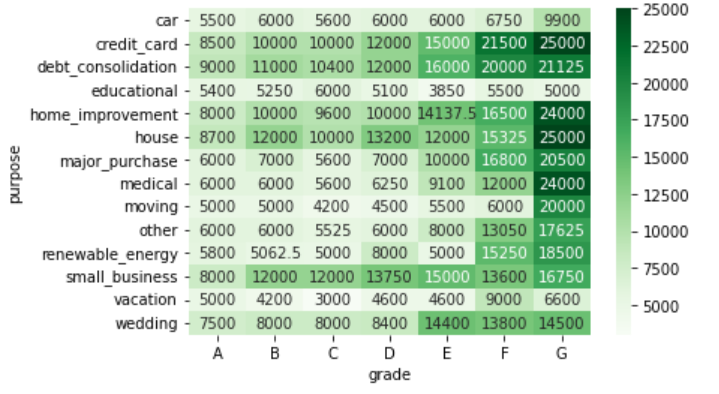 car 5500 6000 5600 6000 6000 6750 9900
credit_card 8500 10000 10000 12000 15000 21500 25000
debt_consolidation 9000 11000 10400 12000 16000 20000 21125
educational 5400 5250 6000 5100 3850 5500 5000
home_improvement 8000 10000 9600 10000 14137.5 16500 24000
house 8700 12000 10000 13200 12000 15325 25000
major_purchase 6000 7000 5600 7000 10000 16800 20500
medical 6000 6000 5600 6250 9100 12000 24000
moving 5000 5000 4200 4500 5500 6000 20000
other 6000 6000 5525 6000 8000 13050 17625
renewable_energy 5800 5062.5 5000 8000 5000 15250 18500
small_business 8000 12000 12000 13750 15000 13600 16750
vacation 5000 4200 3000 4600 4600 9000 6600
wedding 7500 8000 8000 8400 14400 13800 14500
A B C D E F G
grade
purpose
25000
22500
20000
17500
15000
12500
10000
7500
5000